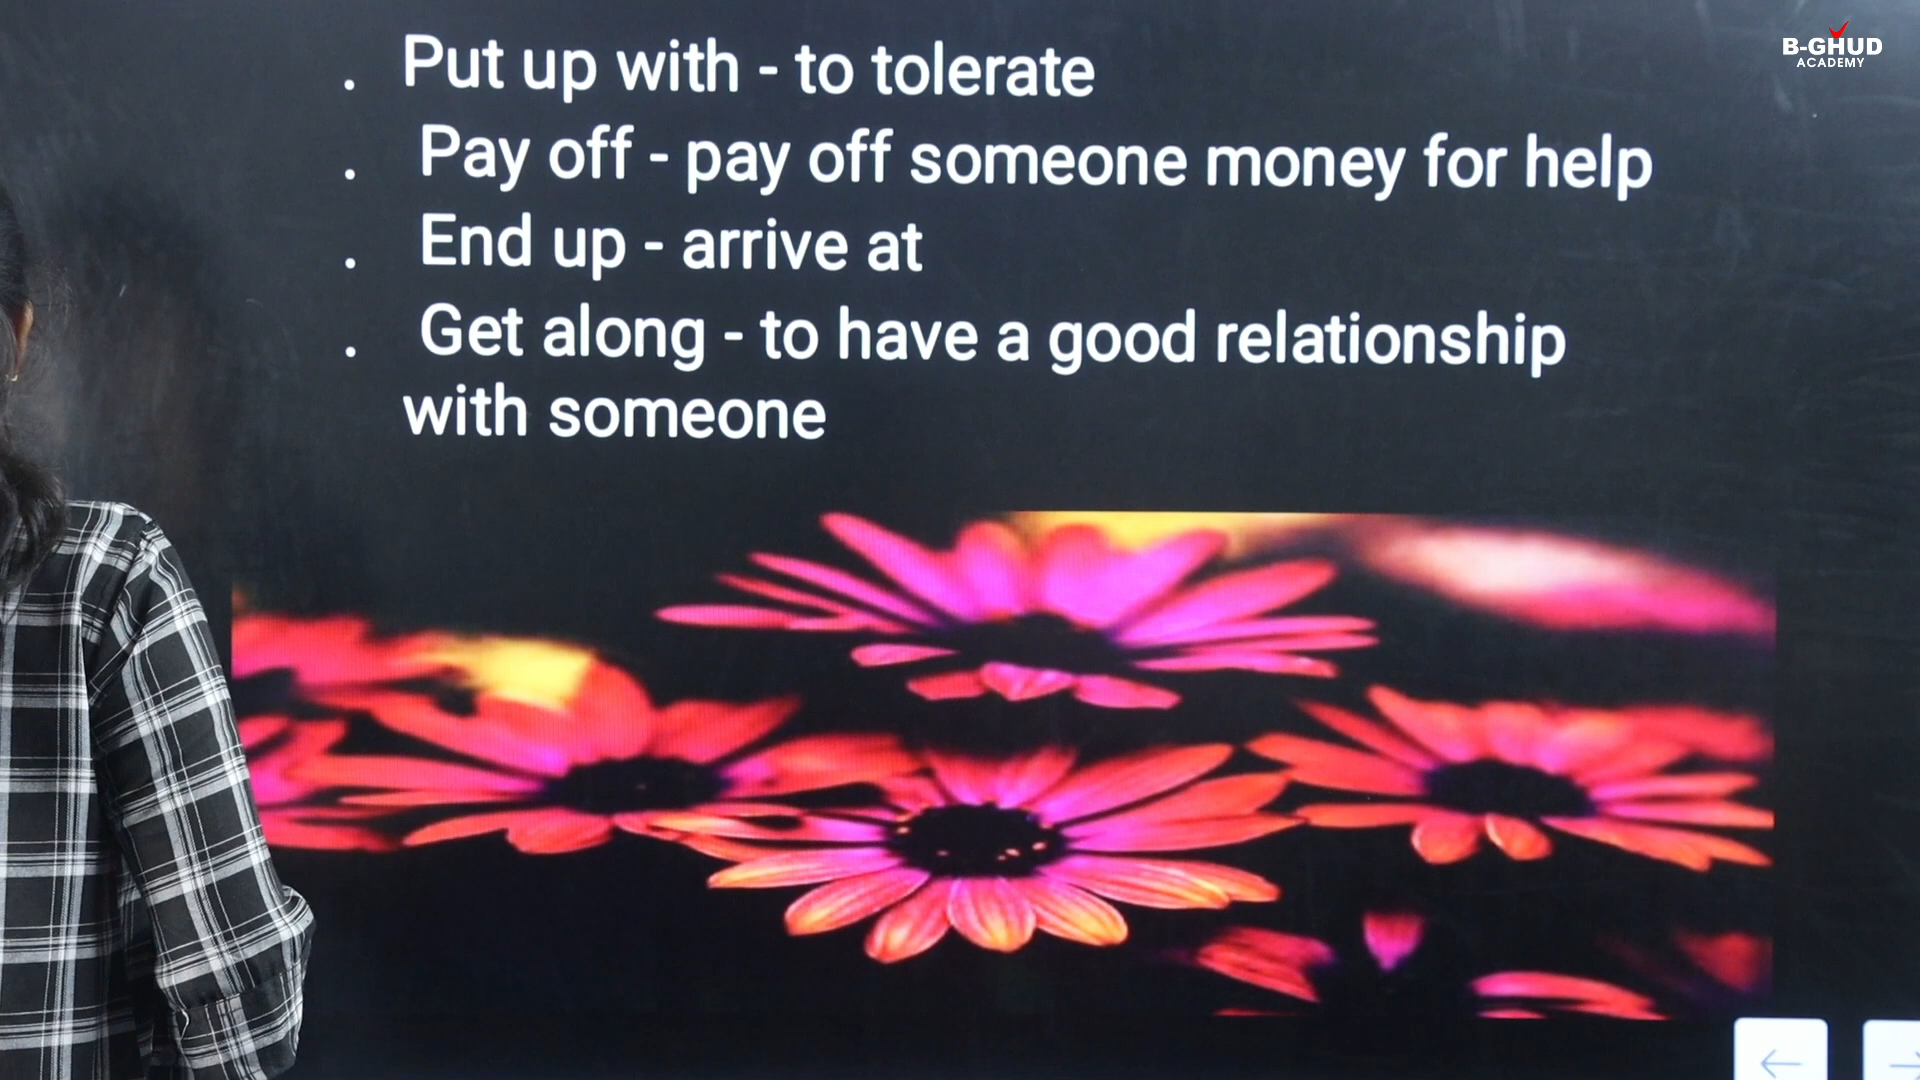 B-GHUD
ACADEMY
. Put up with - to tolerate
. Pay off - pay off someone money for help
. End up - arrive at
. Get along - to have a good relationship
with someone